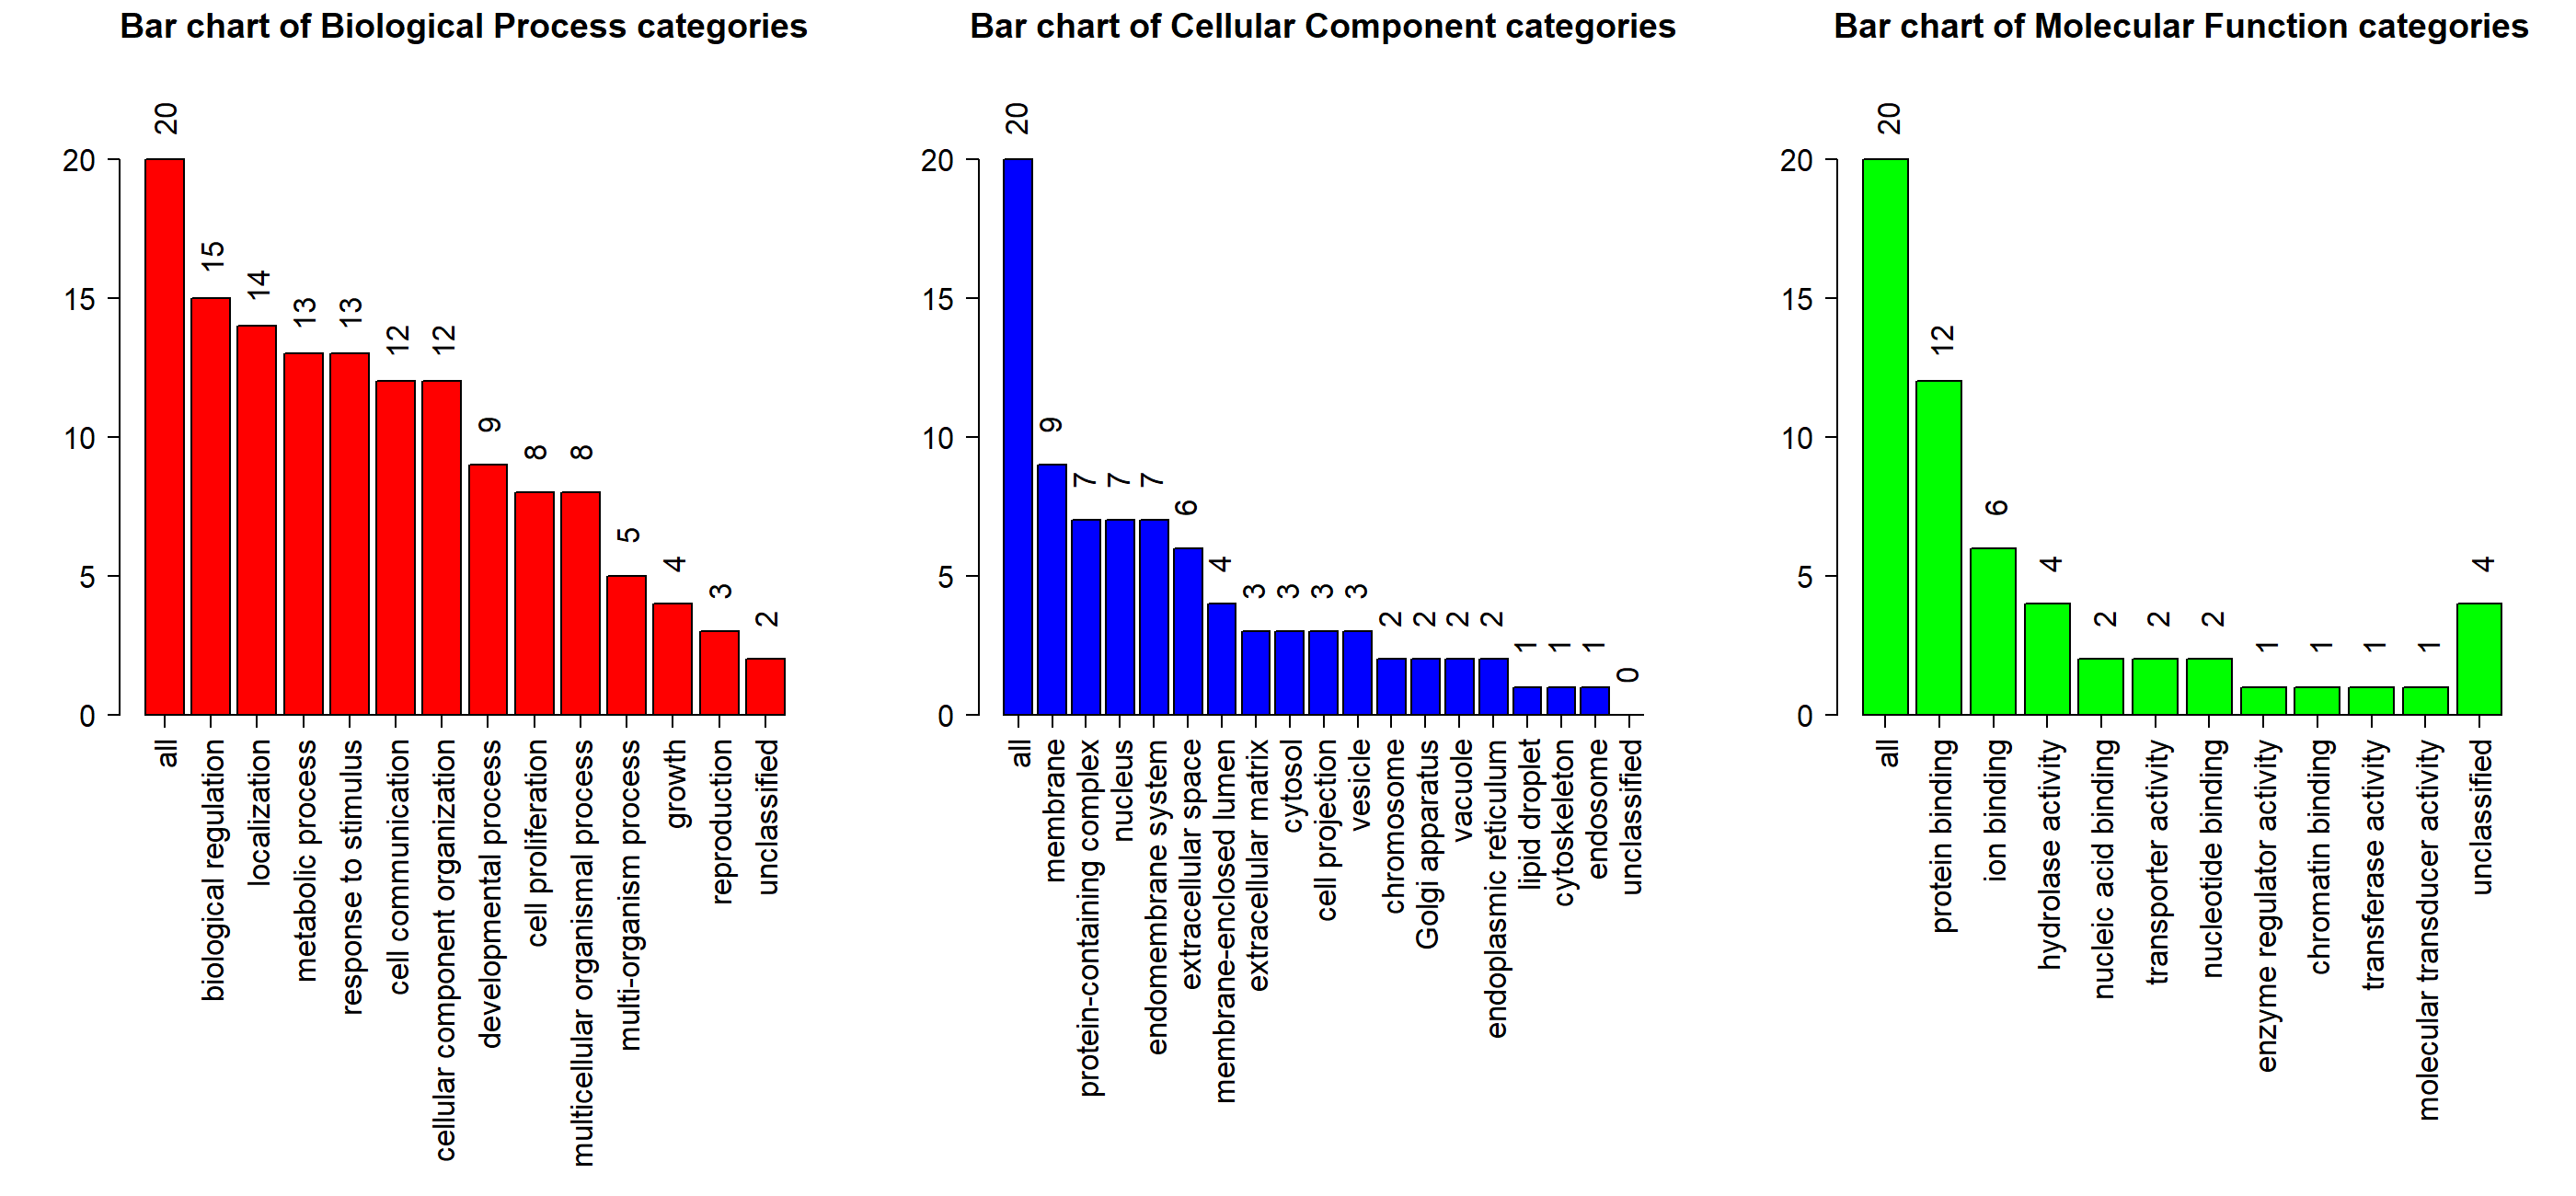 Bar chart of Biological Process categories
20
15
10
5
0
20
15
14
13
13
12
12
9
8
8
5
4
3
2
all
biological regulation
localization
metabolic process
response to stimulus
cell communication
cellular component organization
developmental process
cell proliferation
multicellular organismal process
multi-organism process
growth
reproduction
unclassified
Bar chart of Cellular Component categories
20
15
10
5
0
20
9
7
7
7
6
4
3
3
3
3
2
2
2
2
1
1
1
0
all
membrane
protein-containing complex
nucleus
endomembrane system
extracellular space
membrane-enclosed lumen
extracellular matrix
cytosol
cell projection
vesicle
chromosome
Golgi apparatus
vacuole
endoplasmic reticulum
lipid droplet
cytoskeleton
endosome
unclassified
Bar chart of Molecular Function categories
20
15
10
5
0
20
12
6
4
2
2
2
1
1
1
1
4
all
protein binding
ion binding
hydrolase activity
nucleic acid binding
transporter activity
nucleotide binding
enzyme regulator activity
chromatin binding
transferase activity
molecular transducer activity
unclassified